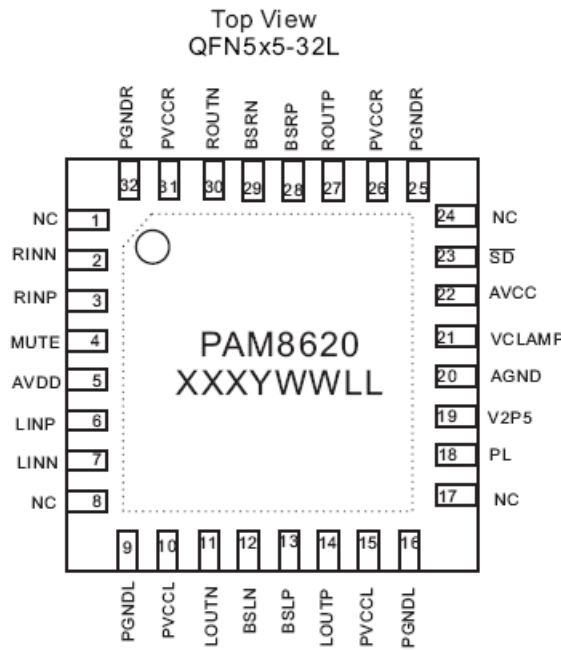 Top View
QFN5x5-32L
PGNDR
PVCCR
ROUTN
BSRN
BSRP
ROUTP
PVCCR
PGNDR
32
31
30
29
28
27
26
25
NC 1
RINN 2
RINP 3
MUTE 4
AVDD 5
LINP 6
LINN 7
NC 8
24 NC
23 SD
22 AVCC
21 VCLAMP
20 AGND
19 V2P5
18 PL
17 NC
PAM8620
XXXYWWLL
9
10
11
12
13
14
15
16
PGNDL
PVCCL
LOUTN
BSLN
BSLP
LOUTP
PVCCL
PGNDL